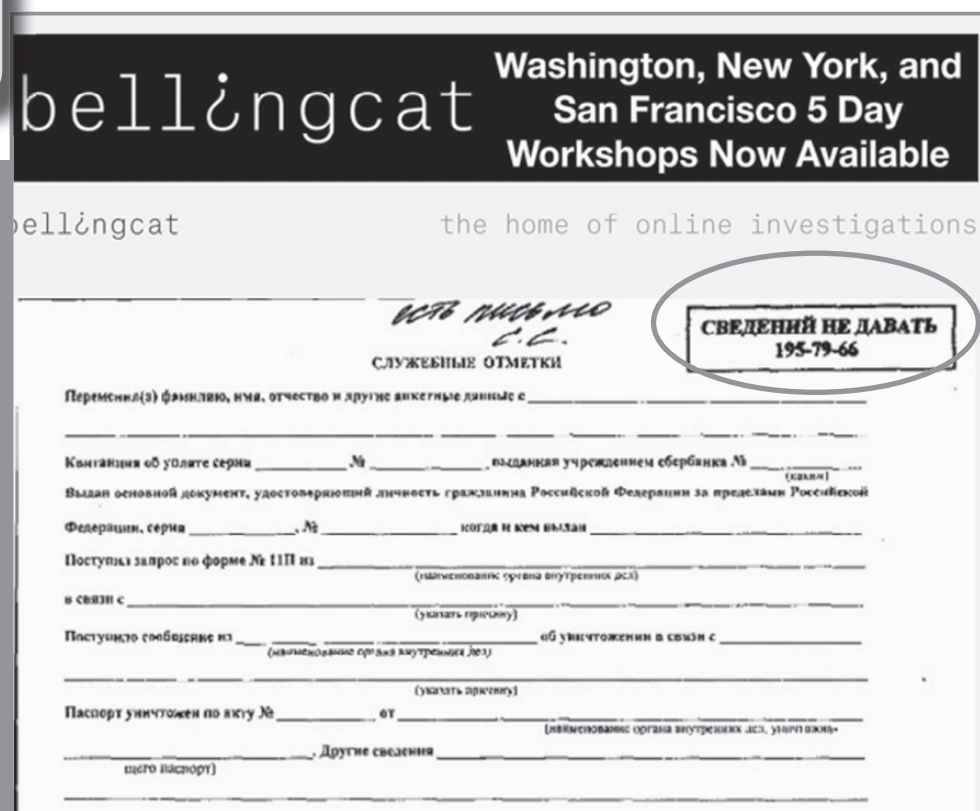 bell¿ngcat
Washington, New York, and
San Francisco 5 Day
Workshops Now Available
bell¿ngcat
the home of online investigations
есть письмо
С.С.
СВЕДЕНИЙ НЕ ДАВАТЬ
195-79-66
СЛУЖЕБНЫЕ ОТМЕТКИ
Переменил(а) фамилию, имя, отчество и другие анкетные данные с
Квитанция об уплате серии №, выданная учреждением сбербанка №
(каким)
Выдан основной документ, удостоверяющий личность гражданина Российской Федерации за пределами Российской
Федерации, серия , № когда и кем выдан
Поступил запрос по форме № 11П из
(наименование органа внутренних дел)
в связи с
(указать причину)
Поступило сообщение из об уничтожении в связи с
(наименование органа внутренних дел)
(указать причину)
Паспорт уничтожен по акту № от
(наименование органа внутренних дел, уничтожив-
. Другие сведения
шего паспорт)